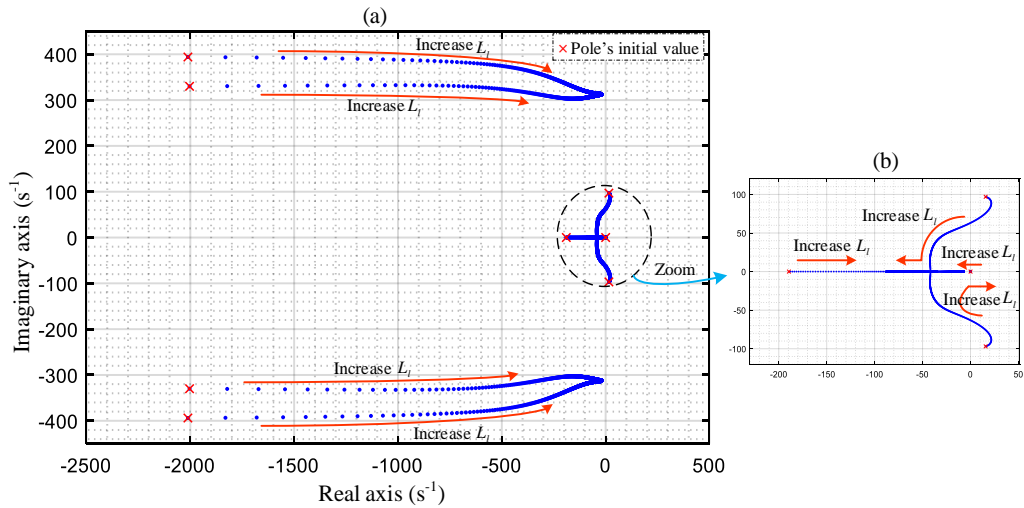 (a)
Increase L_l
× Pole's initial value
Increase L_l
400
300
200
100
0
-100
-200
-300
-400
Imaginary axis (s⁻¹)
Zoom
Increase L_l
Increase L_l
-2500 -2000 -1500 -1000 -500 0 500
Real axis (s⁻¹)
(b)
100
50
0
-50
-100
Increase L_l
Increase L_l
Increase L_l
Increase L_l
-200 -150 -100 -50 0 50